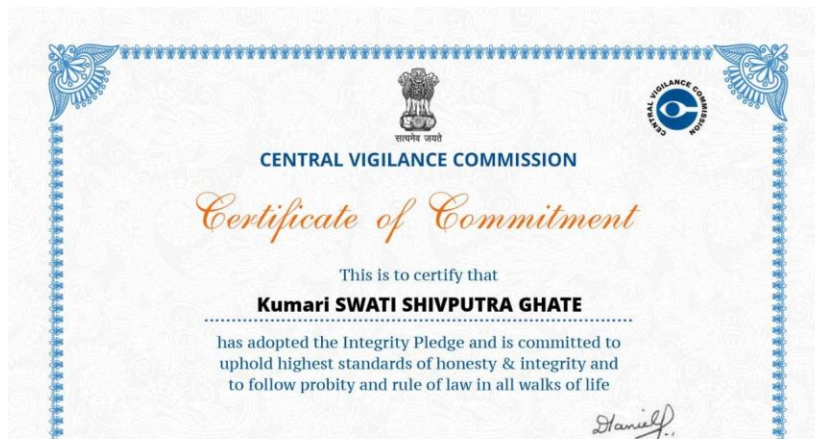 सत्यमेव जयते
CENTRAL VIGILANCE COMMISSION
CENTRAL VIGILANCE COMMISSION
Certificate of Commitment
This is to certify that
Kumari SWATI SHIVPUTRA GHATE
has adopted the Integrity Pledge and is committed to
uphold highest standards of honesty & integrity and
to follow probity and rule of law in all walks of life